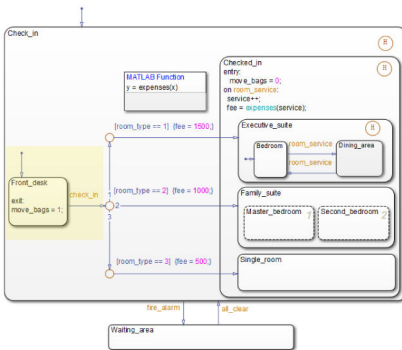 Check_in
H
Checked_in
H
entry:
move_bags = 0;
on room_service:
service++;
fee = expenses(service);
MATLAB Function
y = expenses(x)
[room_type == 1] {fee = 1500;}
Executive_suite
H
Bedroom
room_service
Dining_area
room_service
Front_desk
exit:
move_bags = 1;
check_in
1
2
3
[room_type == 2] {fee = 1000;}
Family_suite
Master_bedroom
1
Second_bedroom
2
[room_type == 3] {fee = 500;}
Single_room
fire_alarm
all_clear
Waiting_area